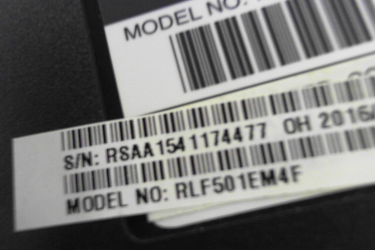 MODEL NO:
S/N: RSAA1541174477 OH 2016/
MODEL NO: RLF501EM4F